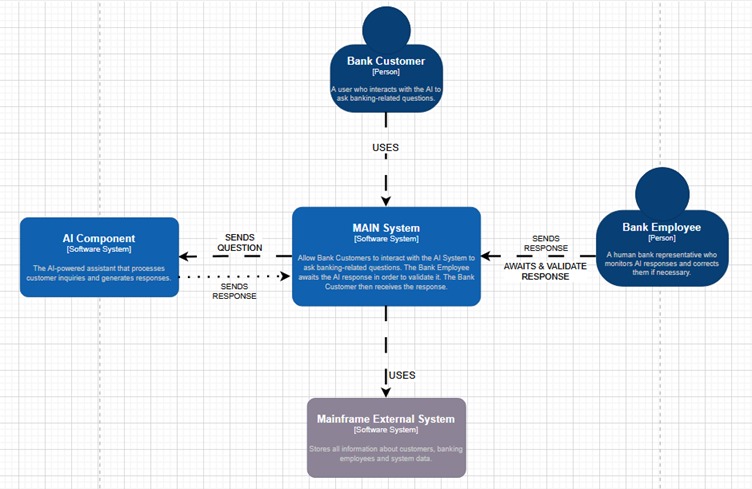 Bank Customer
[Person]
A user who interacts with the AI to
ask banking-related questions.
USES
Bank Employee
[Person]
A human bank representative who
monitors AI responses and corrects
them if necessary.
MAIN System
[Software System]
Allow Bank Customers to interact with the AI System to
ask banking-related questions. The Bank Employee
awaits the AI response in order to validate it. The Bank
Customer then receives the response.
AI Component
[Software System]
The AI-powered assistant that processes
customer inquiries and generates responses.
SENDS
QUESTION
SENDS
RESPONSE
SENDS
RESPONSE
AWAITS & VALIDATE
RESPONSE
USES
Mainframe External System
[Software System]
Stores all information about customers, banking
employees and system data.